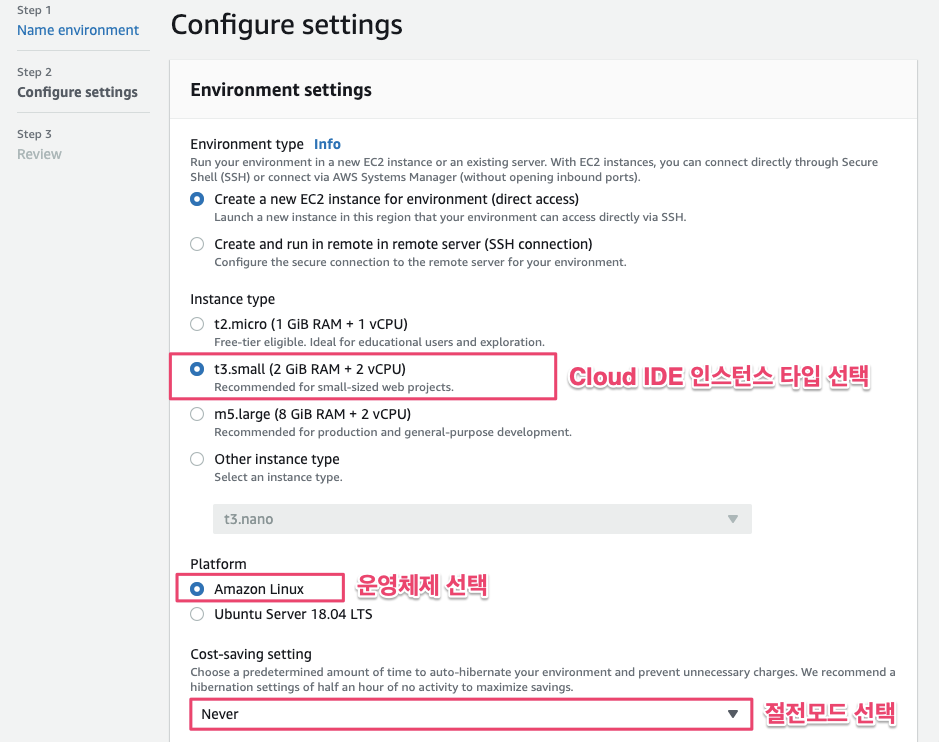 Step 1
Name environment
Step 2
Configure settings
Step 3
Review
Configure settings
Environment settings
Environment type Info
Run your environment in a new EC2 instance or an existing server. With EC2 instances, you can connect directly through Secure
Shell (SSH) or connect via AWS Systems Manager (without opening inbound ports).
Create a new EC2 instance for environment (direct access)
Launch a new instance in this region that your environment can access directly via SSH.
Create and run in remote in remote server (SSH connection)
Configure the secure connection to the remote server for your environment.
Instance type
t2.micro (1 GiB RAM + 1 vCPU)
Free-tier eligible. Ideal for educational users and exploration.
t3.small (2 GiB RAM + 2 vCPU)
Recommended for small-sized web projects.
Cloud IDE 인스턴스 타입 선택
m5.large (8 GiB RAM + 2 vCPU)
Recommended for production and general-purpose development.
Other instance type
Select an instance type.
t3.nano
Platform
Amazon Linux
운영체제 선택
Ubuntu Server 18.04 LTS
Cost-saving setting
Choose a predetermined amount of time to auto-hibernate your environment and prevent unnecessary charges. We recommend a
hibernation settings of half an hour of no activity to maximize savings.
Never
절전모드 선택